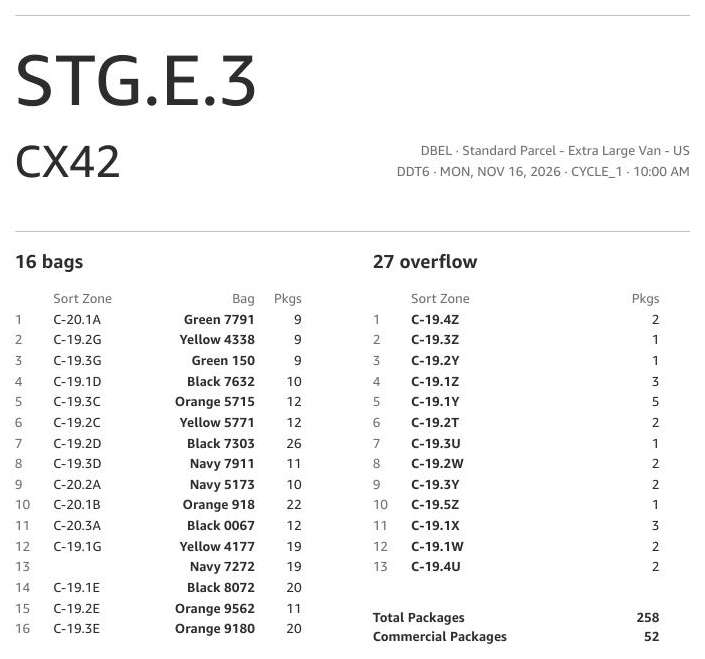 STG.E.3
CX42
DBEL · Standard Parcel - Extra Large Van - US
DDT6 · MON, NOV 16, 2026 · CYCLE_1 · 10:00 AM
16 bags
Sort Zone Bag Pkgs
1 C-20.1A Green 7791 9
2 C-19.2G Yellow 4338 9
3 C-19.3G Green 150 9
4 C-19.1D Black 7632 10
5 C-19.3C Orange 5715 12
6 C-19.2C Yellow 5771 12
7 C-19.2D Black 7303 26
8 C-19.3D Navy 7911 11
9 C-20.2A Navy 5173 10
10 C-20.1B Orange 918 22
11 C-20.3A Black 0067 12
12 C-19.1G Yellow 4177 19
13 Navy 7272 19
14 C-19.1E Black 8072 20
15 C-19.2E Orange 9562 11
16 C-19.3E Orange 9180 20
27 overflow
Sort Zone Pkgs
1 C-19.4Z 2
2 C-19.3Z 1
3 C-19.2Y 1
4 C-19.1Z 3
5 C-19.1Y 5
6 C-19.2T 2
7 C-19.3U 1
8 C-19.2W 2
9 C-19.3Y 2
10 C-19.5Z 1
11 C-19.1X 3
12 C-19.1W 2
13 C-19.4U 2
Total Packages 258
Commercial Packages 52